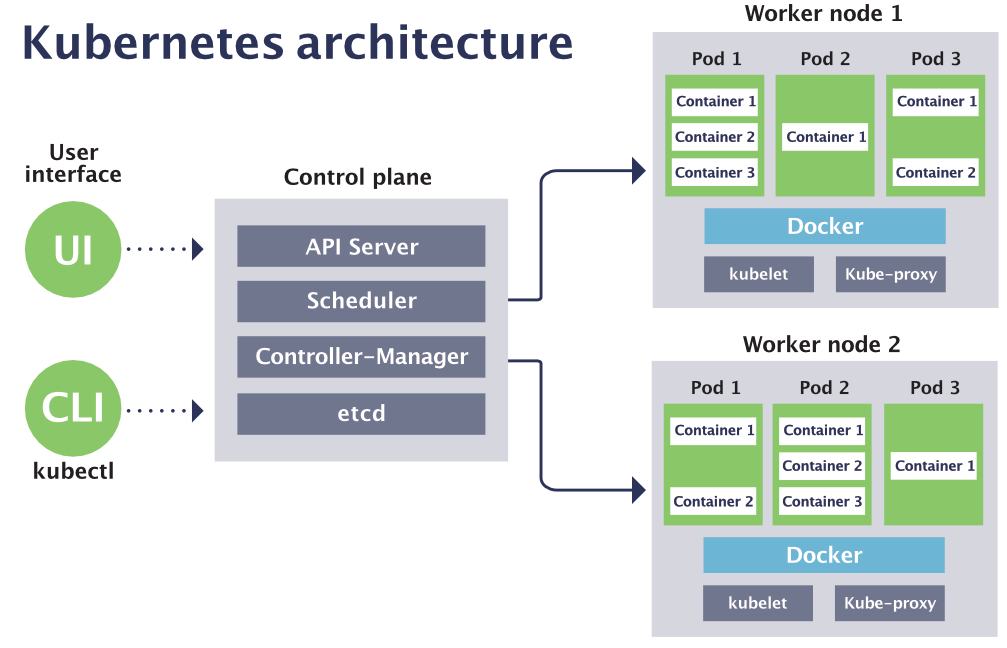 Kubernetes architecture
User
interface
UI
CLI
kubectl
Control plane
API Server
Scheduler
Controller-Manager
etcd
Worker node 1
Pod 1
Pod 2
Pod 3
Container 1
Container 2
Container 3
Container 1
Container 1
Container 2
Docker
kubelet
Kube-proxy
Worker node 2
Pod 1
Pod 2
Pod 3
Container 1
Container 2
Container 1
Container 2
Container 3
Container 1
Docker
kubelet
Kube-proxy